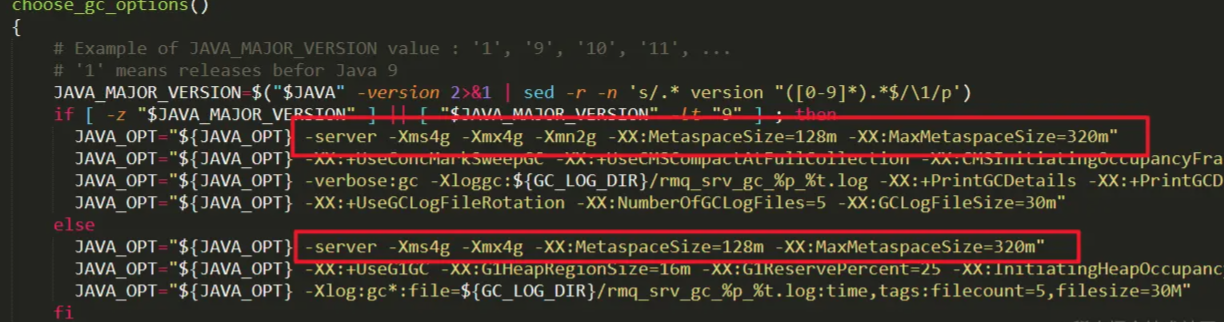 choose_gc_options()
{
# Example of JAVA_MAJOR_VERSION value : '1', '9', '10', '11', ...
# '1' means releases befor Java 9
JAVA_MAJOR_VERSION=$("$JAVA" -version 2>&1 | sed -r -n 's/.* version "([0-9]*).*$/\1/p')
if [ -z "$JAVA_MAJOR_VERSION" ] || [ "$JAVA_MAJOR_VERSION" -lt "9" ] ; then
JAVA_OPT="${JAVA_OPT} -server -Xms4g -Xmx4g -Xmn2g -XX:MetaspaceSize=128m -XX:MaxMetaspaceSize=320m"
JAVA_OPT="${JAVA_OPT} -XX:+UseConcMarkSweepGC -XX:+UseCMSCompactAtFullCollection -XX:CMSInitiatingOccupancyFra
JAVA_OPT="${JAVA_OPT} -verbose:gc -Xloggc:${GC_LOG_DIR}/rmq_srv_gc_%p_%t.log -XX:+PrintGCDetails -XX:+PrintGCD
JAVA_OPT="${JAVA_OPT} -XX:+UseGCLogFileRotation -XX:NumberOfGCLogFiles=5 -XX:GCLogFileSize=30m"
else
JAVA_OPT="${JAVA_OPT} -server -Xms4g -Xmx4g -XX:MetaspaceSize=128m -XX:MaxMetaspaceSize=320m"
JAVA_OPT="${JAVA_OPT} -XX:+UseG1GC -XX:G1HeapRegionSize=16m -XX:G1ReservePercent=25 -XX:InitiatingHeapOccupanc
JAVA_OPT="${JAVA_OPT} -Xlog:gc*:file=${GC_LOG_DIR}/rmq_srv_gc_%p_%t.log:time,tags:filecount=5,filesize=30M"
fi